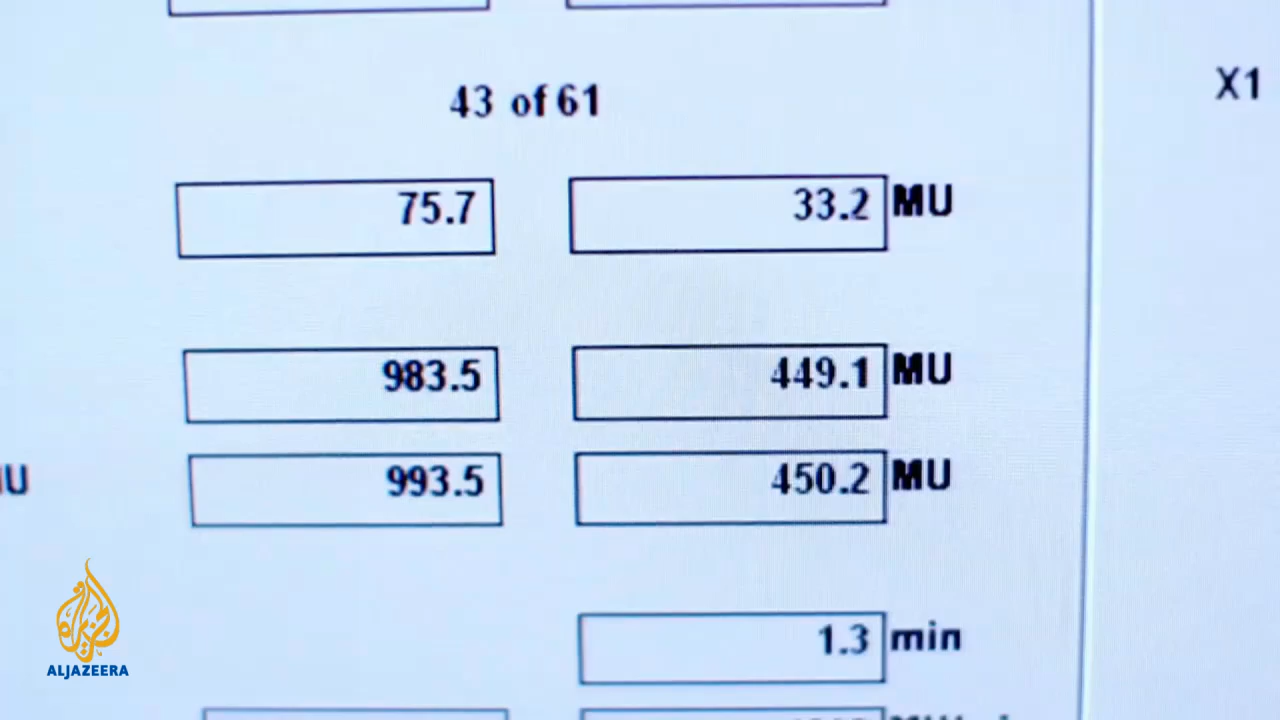 43 of 61
X1
75.7 33.2 MU
983.5 449.1 MU
993.5 450.2 MU
1.3 min
ALJAZEERA